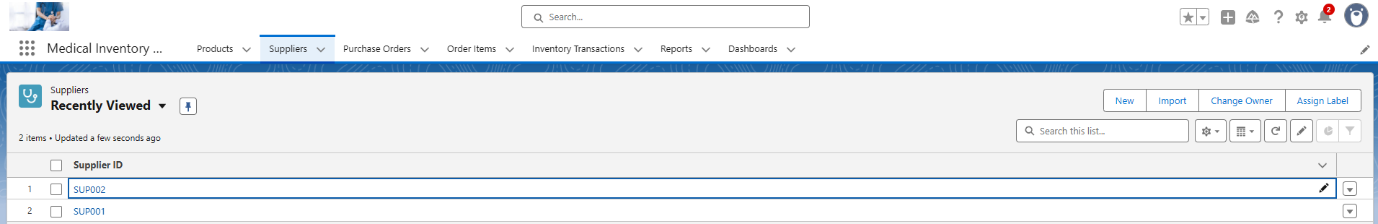 Search...
2
Medical Inventory ...
Products
Suppliers
Purchase Orders
Order Items
Inventory Transactions
Reports
Dashboards
Suppliers
Recently Viewed
New
Import
Change Owner
Assign Label
2 items • Updated a few seconds ago
Search this list...
Supplier ID
1 SUP002
2 SUP001